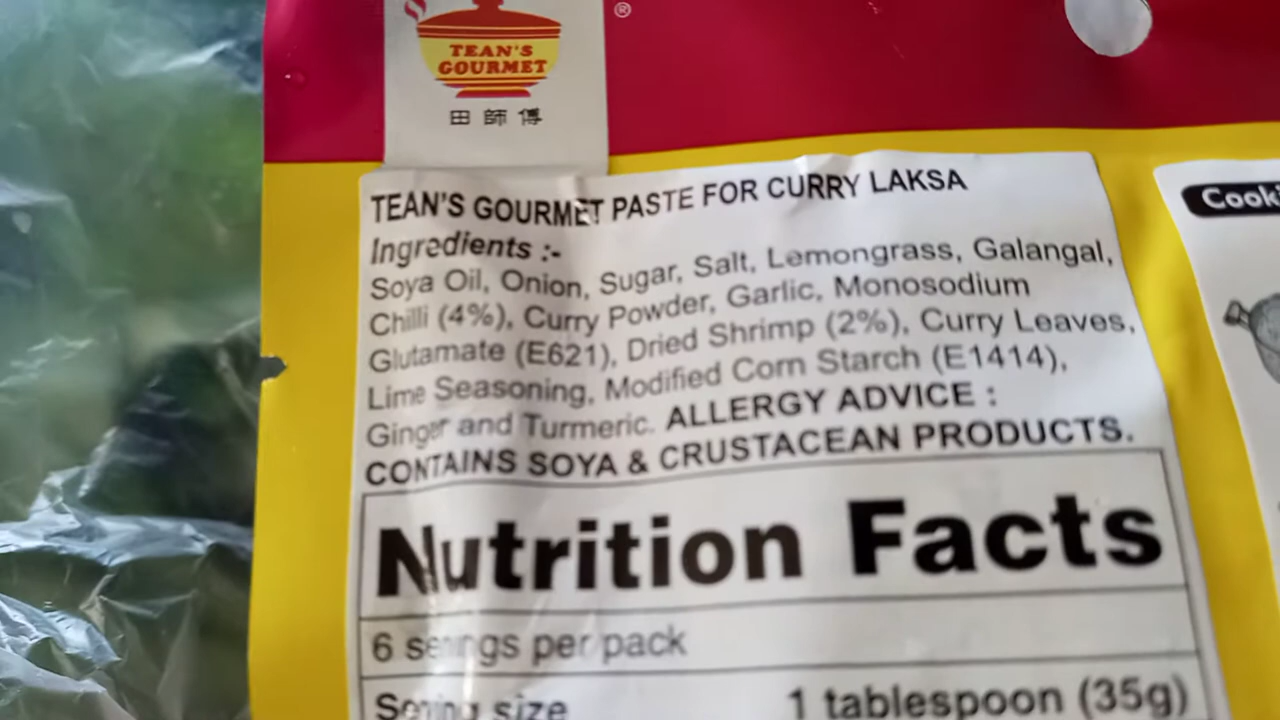 TEAN'S
GOURMET
®
田師傅
TEAN'S GOURMET PASTE FOR CURRY LAKSA
Ingredients :-
Soya Oil, Onion, Sugar, Salt, Lemongrass, Galangal,
Chilli (4%), Curry Powder, Garlic, Monosodium
Glutamate (E621), Dried Shrimp (2%), Curry Leaves,
Lime Seasoning, Modified Corn Starch (E1414),
Ginger and Turmeric. ALLERGY ADVICE :
CONTAINS SOYA & CRUSTACEAN PRODUCTS.
Nutrition Facts
6 servings per pack
Serving size 1 tablespoon (35g)
Cook